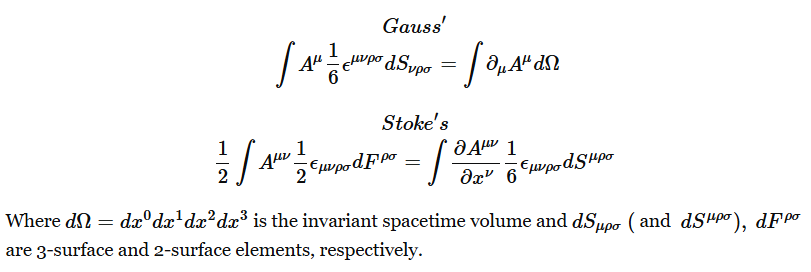 Gauss'
∫ A^μ 1/6 ϵ^{μνρσ} dS_{νρσ} = ∫ ∂_μ A^μ dΩ
Stoke's
1/2 ∫ A^{μν} 1/2 ϵ_{μνρσ} dF^{ρσ} = ∫ ∂A^{μν}/∂x^ν 1/6 ϵ_{μνρσ} dS^{μρσ}
Where dΩ = dx^0 dx^1 dx^2 dx^3 is the invariant spacetime volume and dS_{μρσ} ( and dS^{μρσ}), dF^{ρσ}
are 3-surface and 2-surface elements, respectively.